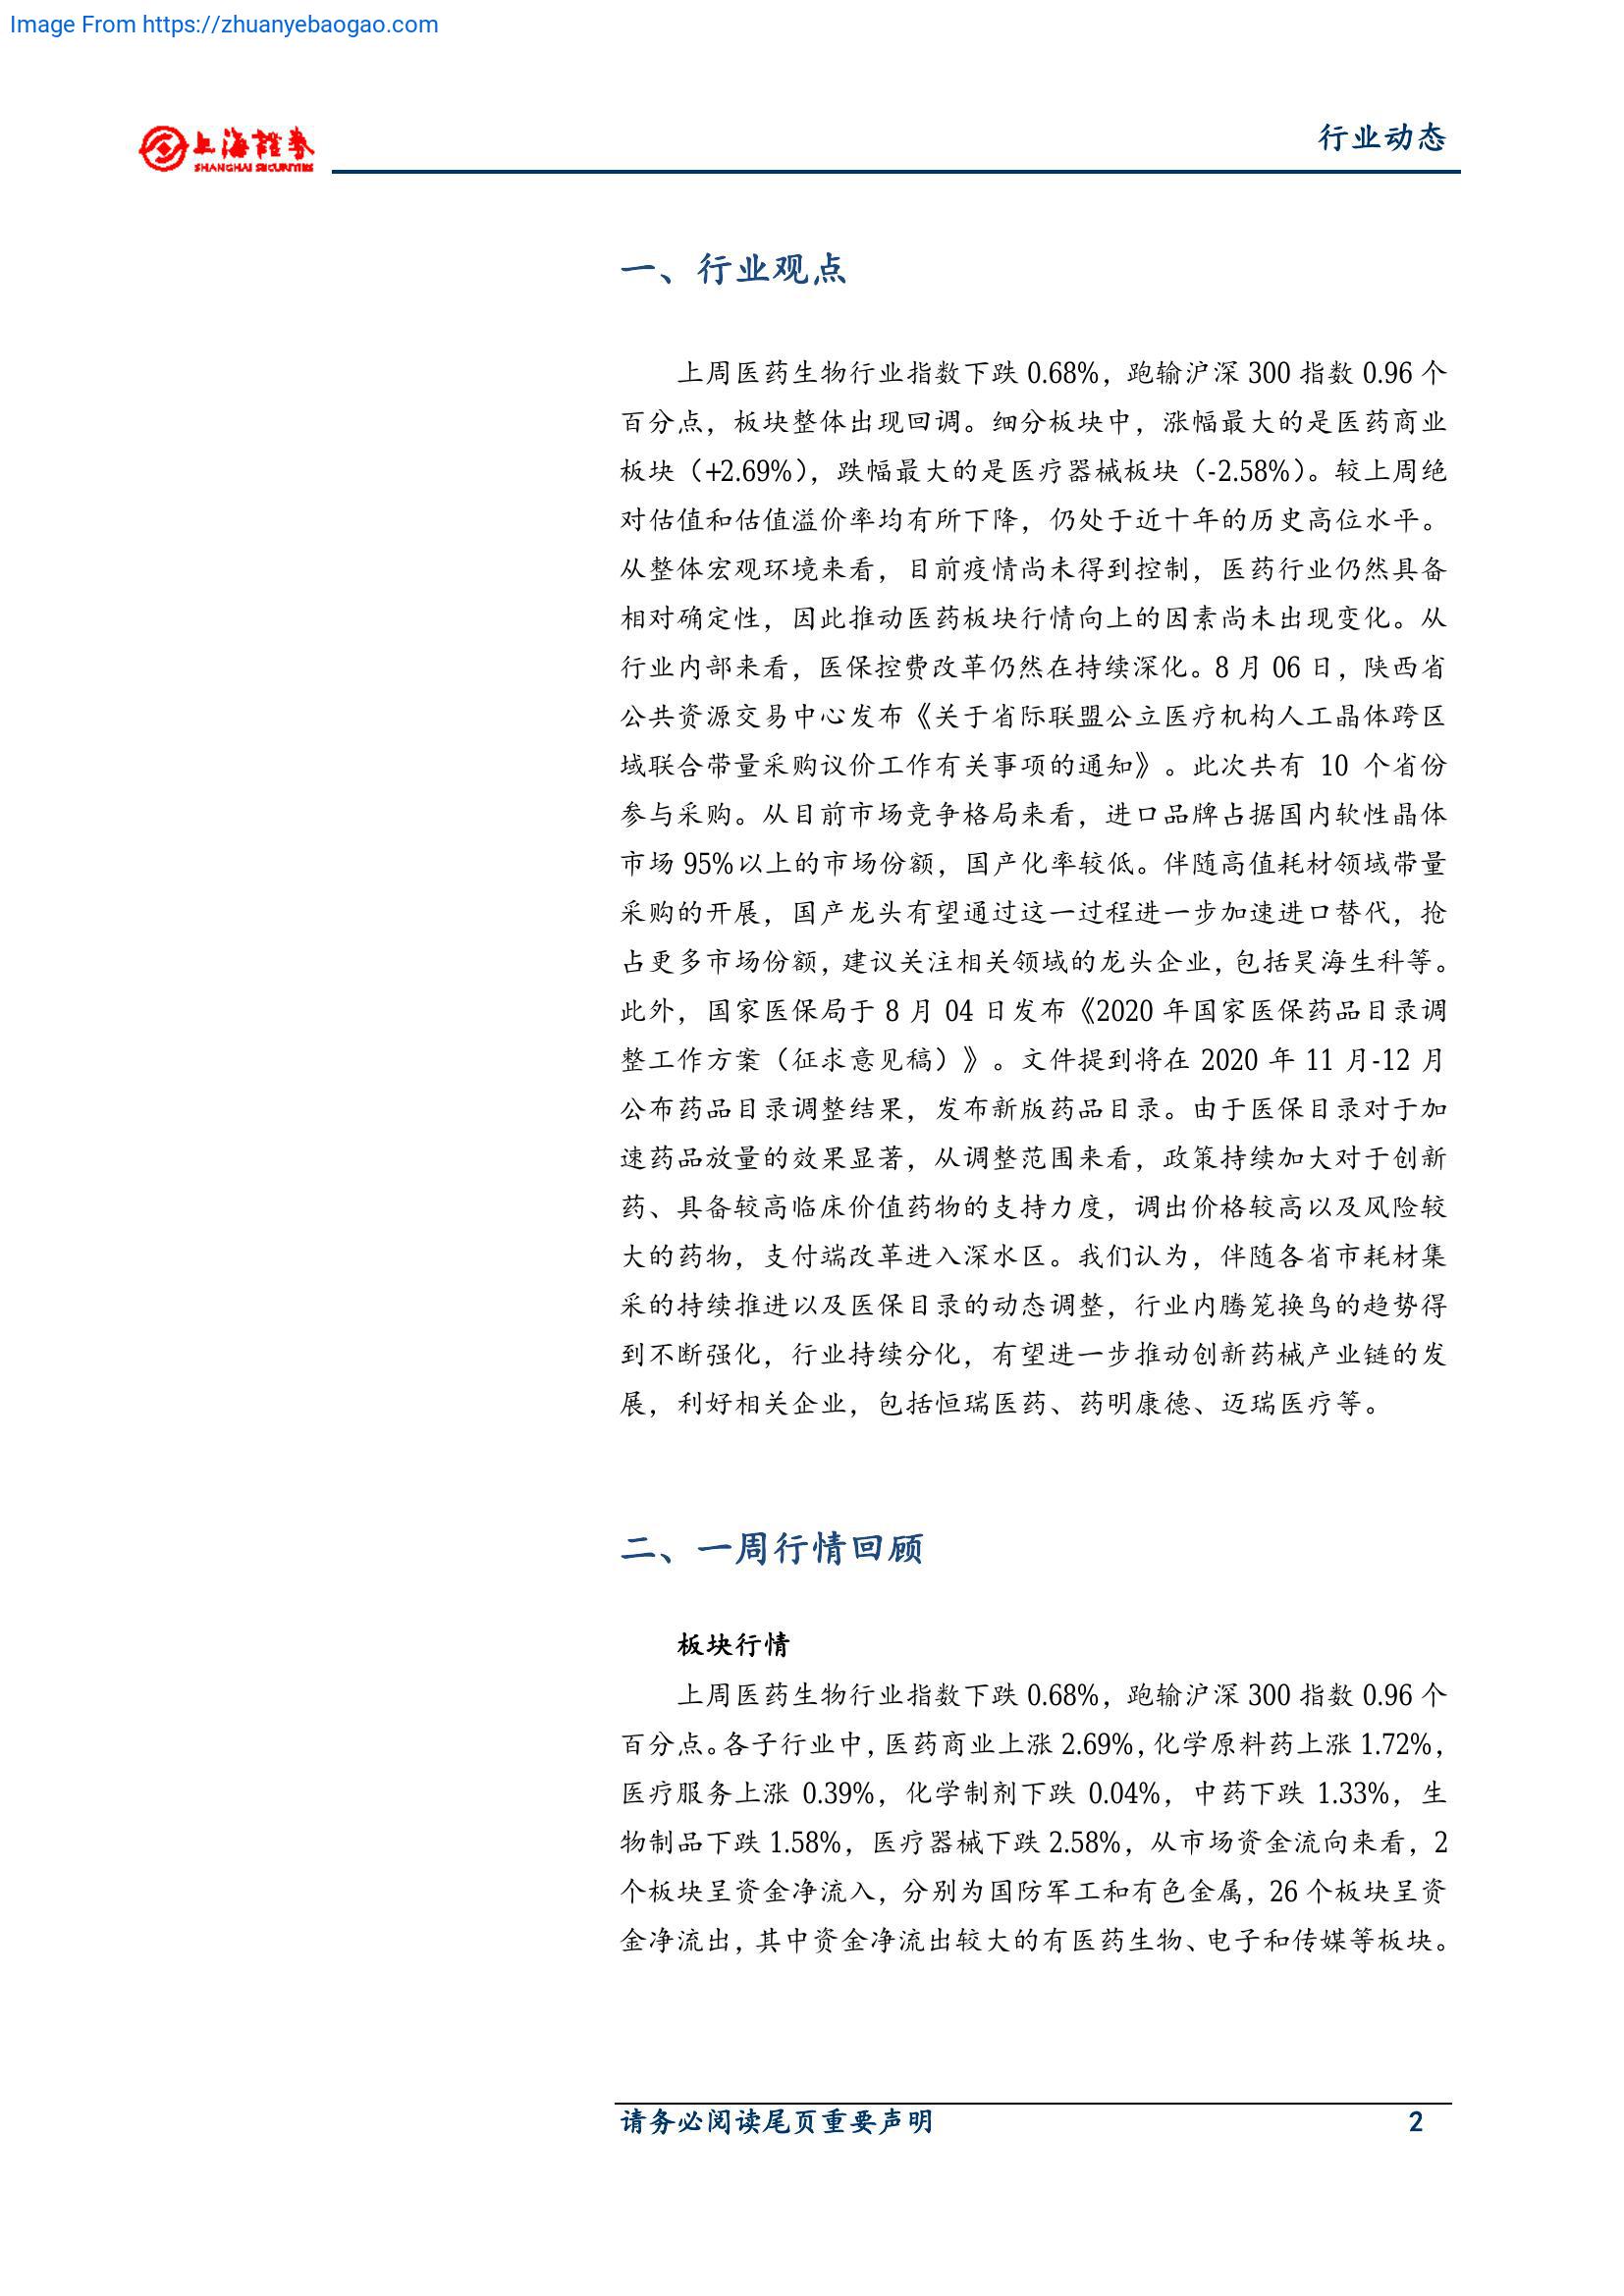 Image From https://zhuanyebaogao.com
上海證券
SHANGHAI SECURITIES
行业动态
一、行业观点
上周医药生物行业指数下跌 0.68%，跑输沪深 300 指数 0.96 个
百分点，板块整体出现回调。细分板块中，涨幅最大的是医药商业
板块（+2.69%），跌幅最大的是医疗器械板块（-2.58%）。较上周绝
对估值和估值溢价率均有所下降，仍处于近十年的历史高位水平。
从整体宏观环境来看，目前疫情尚未得到控制，医药行业仍然具备
相对确定性，因此推动医药板块行情向上的因素尚未出现变化。从
行业内部来看，医保控费改革仍然在持续深化。8 月 06 日，陕西省
公共资源交易中心发布《关于省际联盟公立医疗机构人工晶体跨区
域联合带量采购议价工作有关事项的通知》。此次共有 10 个省份
参与采购。从目前市场竞争格局来看，进口品牌占据国内软性晶体
市场 95%以上的市场份额，国产化率较低。伴随高值耗材领域带量
采购的开展，国产龙头有望通过这一过程进一步加速进口替代，抢
占更多市场份额，建议关注相关领域的龙头企业，包括昊海生科等。
此外，国家医保局于 8 月 04 日发布《2020 年国家医保药品目录调
整工作方案（征求意见稿）》。文件提到将在 2020 年 11 月-12 月
公布药品目录调整结果，发布新版药品目录。由于医保目录对于加
速药品放量的效果显著，从调整范围来看，政策持续加大对于创新
药、具备较高临床价值药物的支持力度，调出价格较高以及风险较
大的药物，支付端改革进入深水区。我们认为，伴随各省市耗材集
采的持续推进以及医保目录的动态调整，行业内腾笼换鸟的趋势得
到不断强化，行业持续分化，有望进一步推动创新药械产业链的发
展，利好相关企业，包括恒瑞医药、药明康德、迈瑞医疗等。
二、一周行情回顾
板块行情
上周医药生物行业指数下跌 0.68%，跑输沪深 300 指数 0.96 个
百分点。各子行业中，医药商业上涨 2.69%，化学原料药上涨 1.72%，
医疗服务上涨 0.39%，化学制剂下跌 0.04%，中药下跌 1.33%，生
物制品下跌 1.58%，医疗器械下跌 2.58%，从市场资金流向来看，2
个板块呈资金净流入，分别为国防军工和有色金属，26 个板块呈资
金净流出，其中资金净流出较大的有医药生物、电子和传媒等板块。
请务必阅读尾页重要声明 2